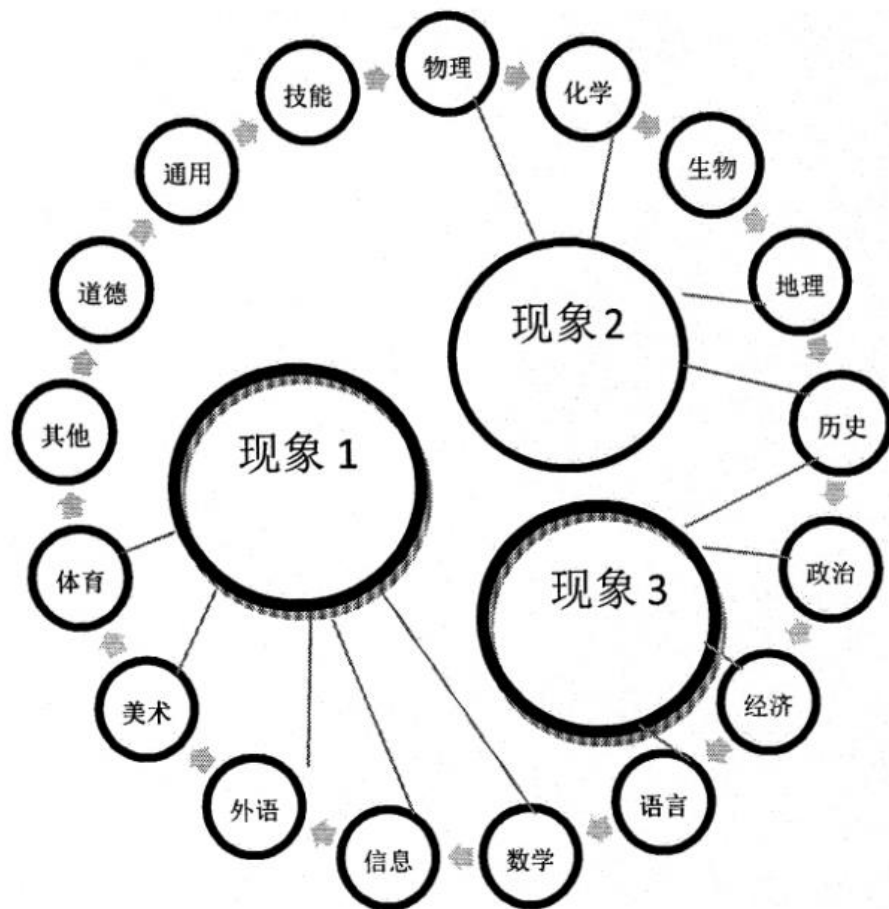 物理
技能
化学
通用
生物
道德
地理
现象 2
其他
现象 1
历史
体育
现象 3
政治
美术
经济
外语
语言
信息
数学